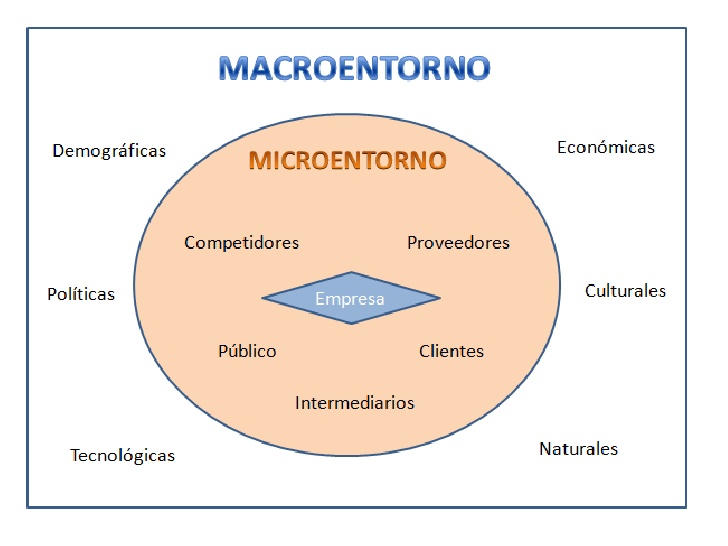 MACROENTORNO
Demográficas
Económicas
MICROENTORNO
Competidores
Proveedores
Políticas
Empresa
Culturales
Público
Clientes
Intermediarios
Tecnológicas
Naturales